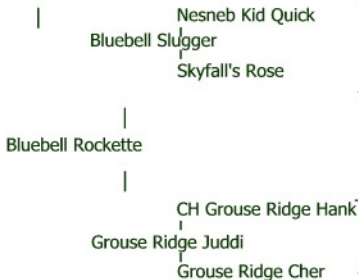 Nesneb Kid Quick
Bluebell Slugger
Skyfall's Rose
Bluebell Rockette
CH Grouse Ridge Hank
Grouse Ridge Juddi
Grouse Ridge Cher